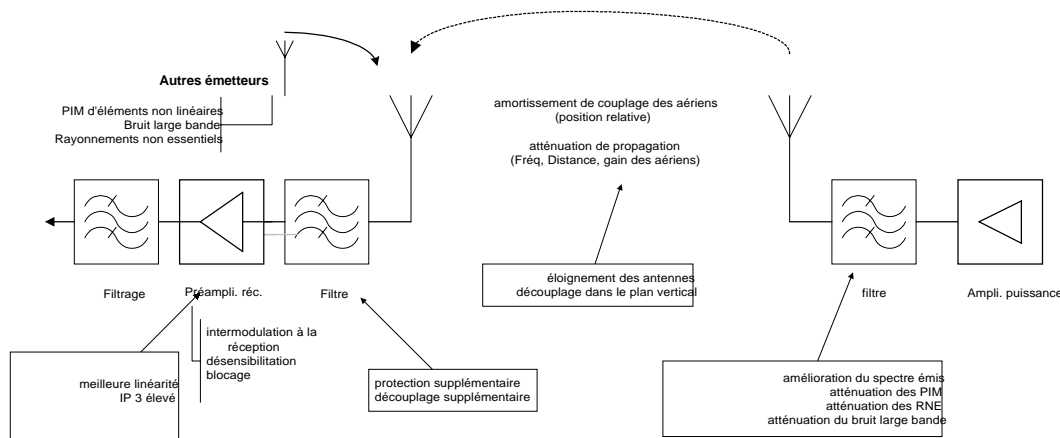 Autres émetteurs
PIM d'éléments non linéaires
Bruit large bande
Rayonnements non essentiels
amortissement de couplage des aériens
(position relative)
atténuation de propagation
(Fréq, Distance, gain des aériens)
éloignement des antennes
découplage dans le plan vertical
Filtrage
Préampli. réc.
Filtre
filtre
Ampli. puissance
intermodulation à la
réception
désensibilitation
blocage
meilleure linéarité
IP 3 élevé
protection supplémentaire
découplage supplémentaire
amélioration du spectre émis
atténuation des PIM
atténuation des RNE
atténuation du bruit large bande